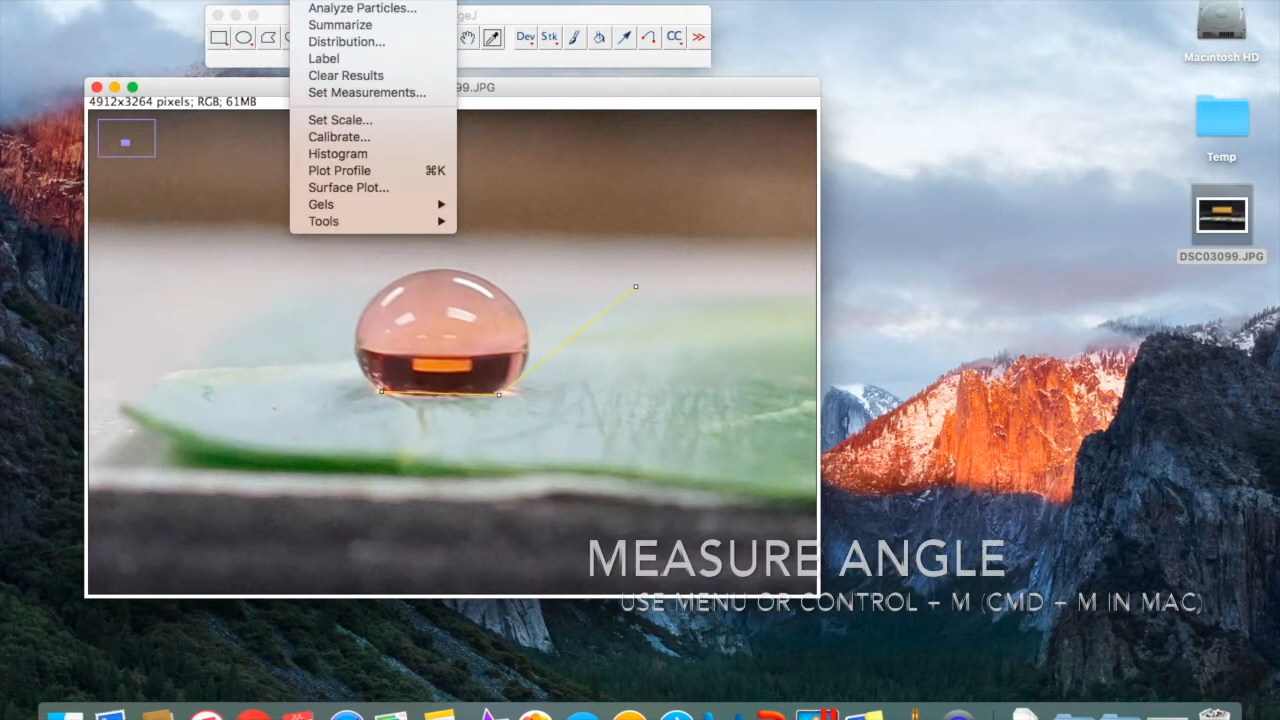 Analyze Particles...
Summarize
Distribution...
Label
Clear Results
Set Measurements...
Set Scale...
Calibrate...
Histogram
Plot Profile ⌘K
Surface Plot...
Gels
Tools
geJ
Dev Stk CC >>
99.JPG
4912x3264 pixels; RGB; 61MB
Macintosh HD
Temp
DSC03099.JPG
MEASURE ANGLE
USE MENU OR CONTROL + M (CMD + M IN MAC)